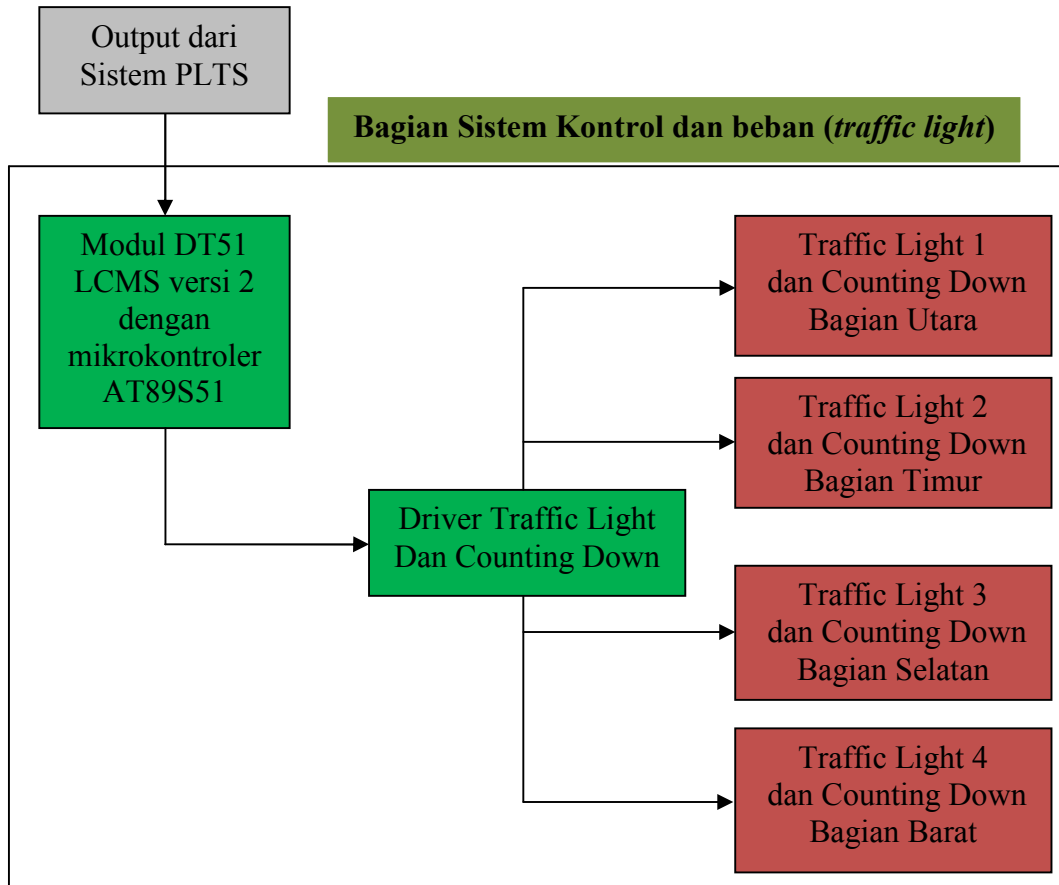 Output dari
Sistem PLTS
Bagian Sistem Kontrol dan beban (traffic light)
Modul DT51
LCMS versi 2
dengan
mikrokontroler
AT89S51
Driver Traffic Light
Dan Counting Down
Traffic Light 1
dan Counting Down
Bagian Utara
Traffic Light 2
dan Counting Down
Bagian Timur
Traffic Light 3
dan Counting Down
Bagian Selatan
Traffic Light 4
dan Counting Down
Bagian Barat